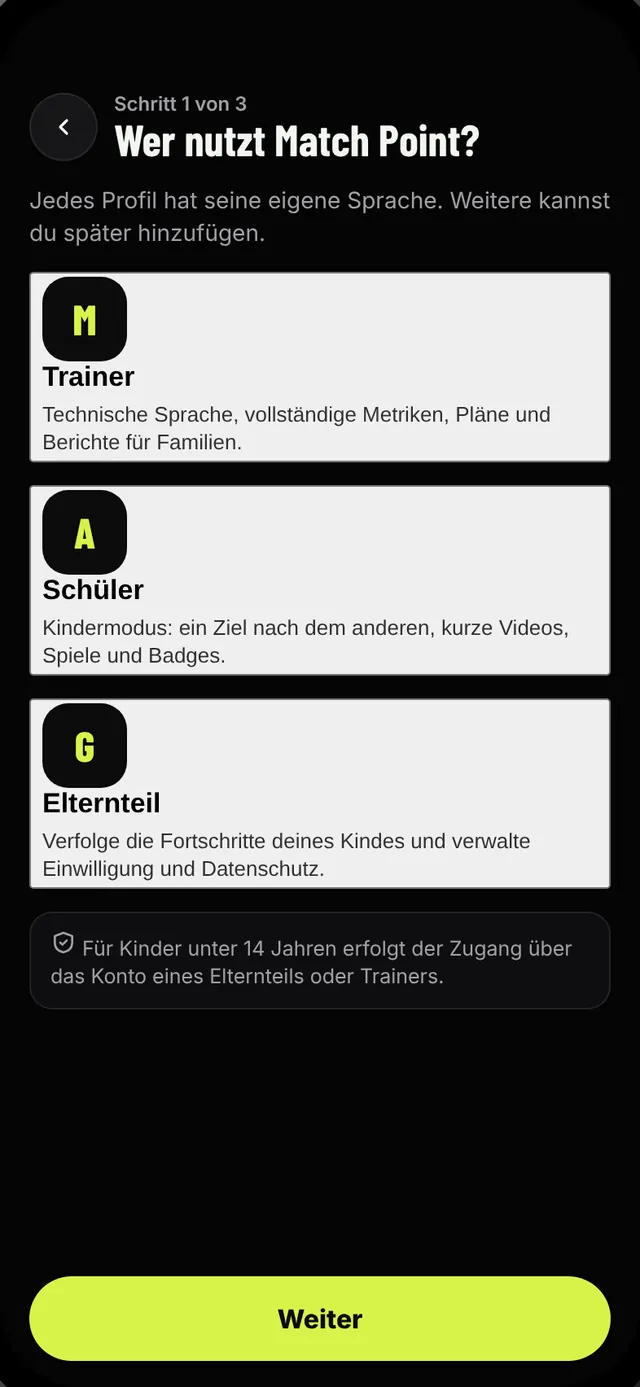 Schritt 1 von 3
Wer nutzt Match Point?
Jedes Profil hat seine eigene Sprache. Weitere kannst
du später hinzufügen.
M
Trainer
Technische Sprache, vollständige Metriken, Pläne und
Berichte für Familien.
A
Schüler
Kindermodus: ein Ziel nach dem anderen, kurze Videos,
Spiele und Badges.
G
Elternteil
Verfolge die Fortschritte deines Kindes und verwalte
Einwilligung und Datenschutz.
Für Kinder unter 14 Jahren erfolgt der Zugang über
das Konto eines Elternteils oder Trainers.
Weiter